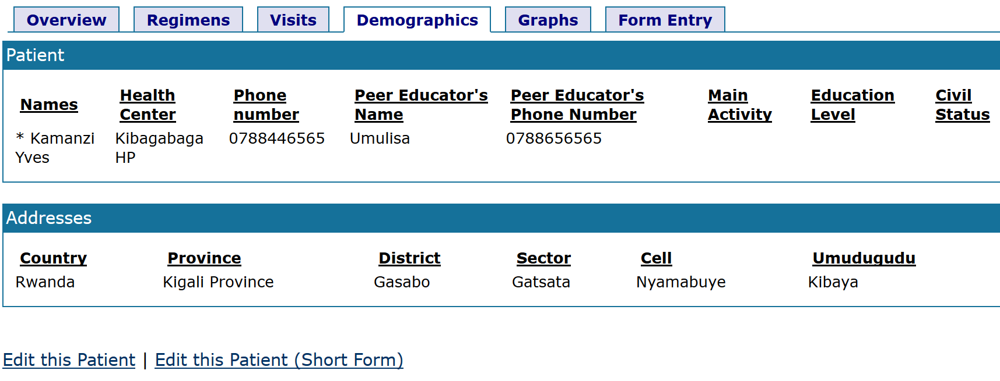 Overview Regimens Visits Demographics Graphs Form Entry
Patient
Names Health Center Phone number Peer Educator's Name Peer Educator's Phone Number Main Activity Education Level Civil Status
* Kamanzi Yves Kibagabaga HP 0788446565 Umulisa 0788656565
Addresses
Country Province District Sector Cell Umudugudu
Rwanda Kigali Province Gasabo Gatsata Nyamabuye Kibaya
Edit this Patient | Edit this Patient (Short Form)